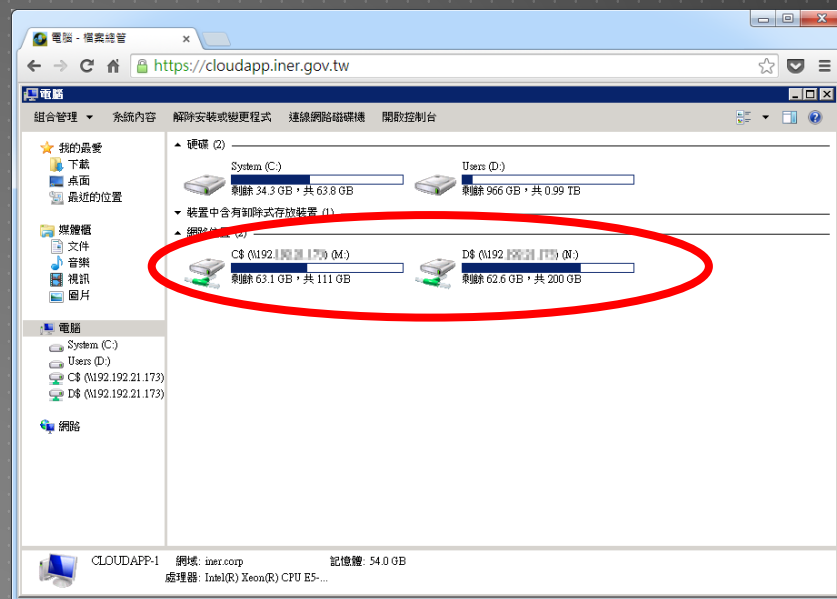 電腦 - 檔案總管
https://cloudapp.iner.gov.tw
電腦
組合管理 系統內容 解除安裝或變更程式 連線網路磁碟機 開啟控制台
我的最愛
下載
桌面
最近的位置
媒體櫃
文件
音樂
視訊
圖片
電腦
System (C:)
Users (D:)
C$ (\\192.192.21.173)
D$ (\\192.192.21.173)
網路
硬碟 (2)
System (C:)
剩餘 34.3 GB，共 63.8 GB
Users (D:)
剩餘 966 GB，共 0.99 TB
裝置中含有卸除式存放裝置 (1)
網路位置 (2)
C$ (\\192. (M:)
剩餘 63.1 GB，共 111 GB
D$ (\\192. (N:)
剩餘 62.6 GB，共 200 GB
CLOUDAPP-1 網域: iner.corp 記憶體: 54.0 GB
處理器: Intel(R) Xeon(R) CPU E5-...